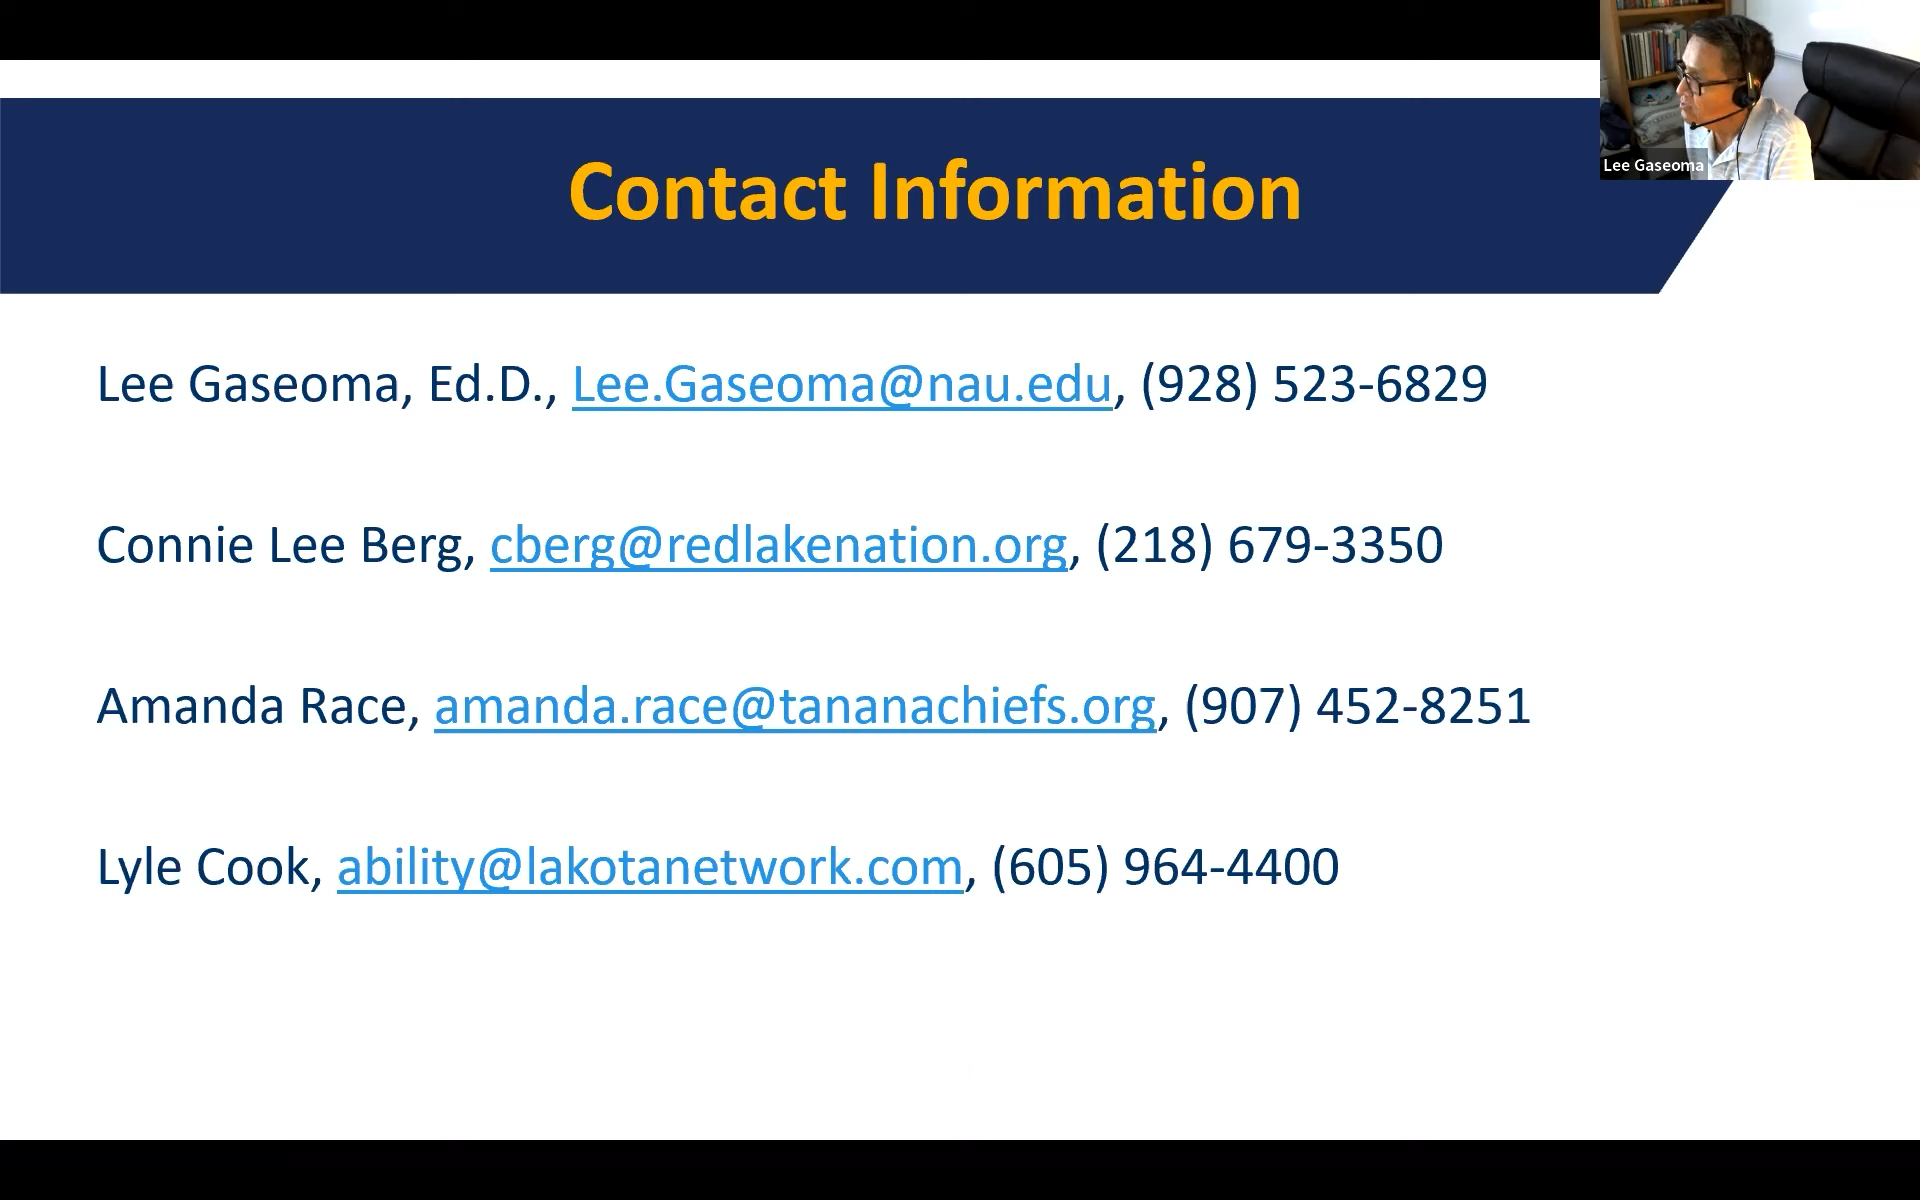 Contact Information
Lee Gaseoma
Lee Gaseoma, Ed.D., Lee.Gaseoma@nau.edu, (928) 523-6829
Connie Lee Berg, cberg@redlakenation.org, (218) 679-3350
Amanda Race, amanda.race@tananachiefs.org, (907) 452-8251
Lyle Cook, ability@lakotanetwork.com, (605) 964-4400